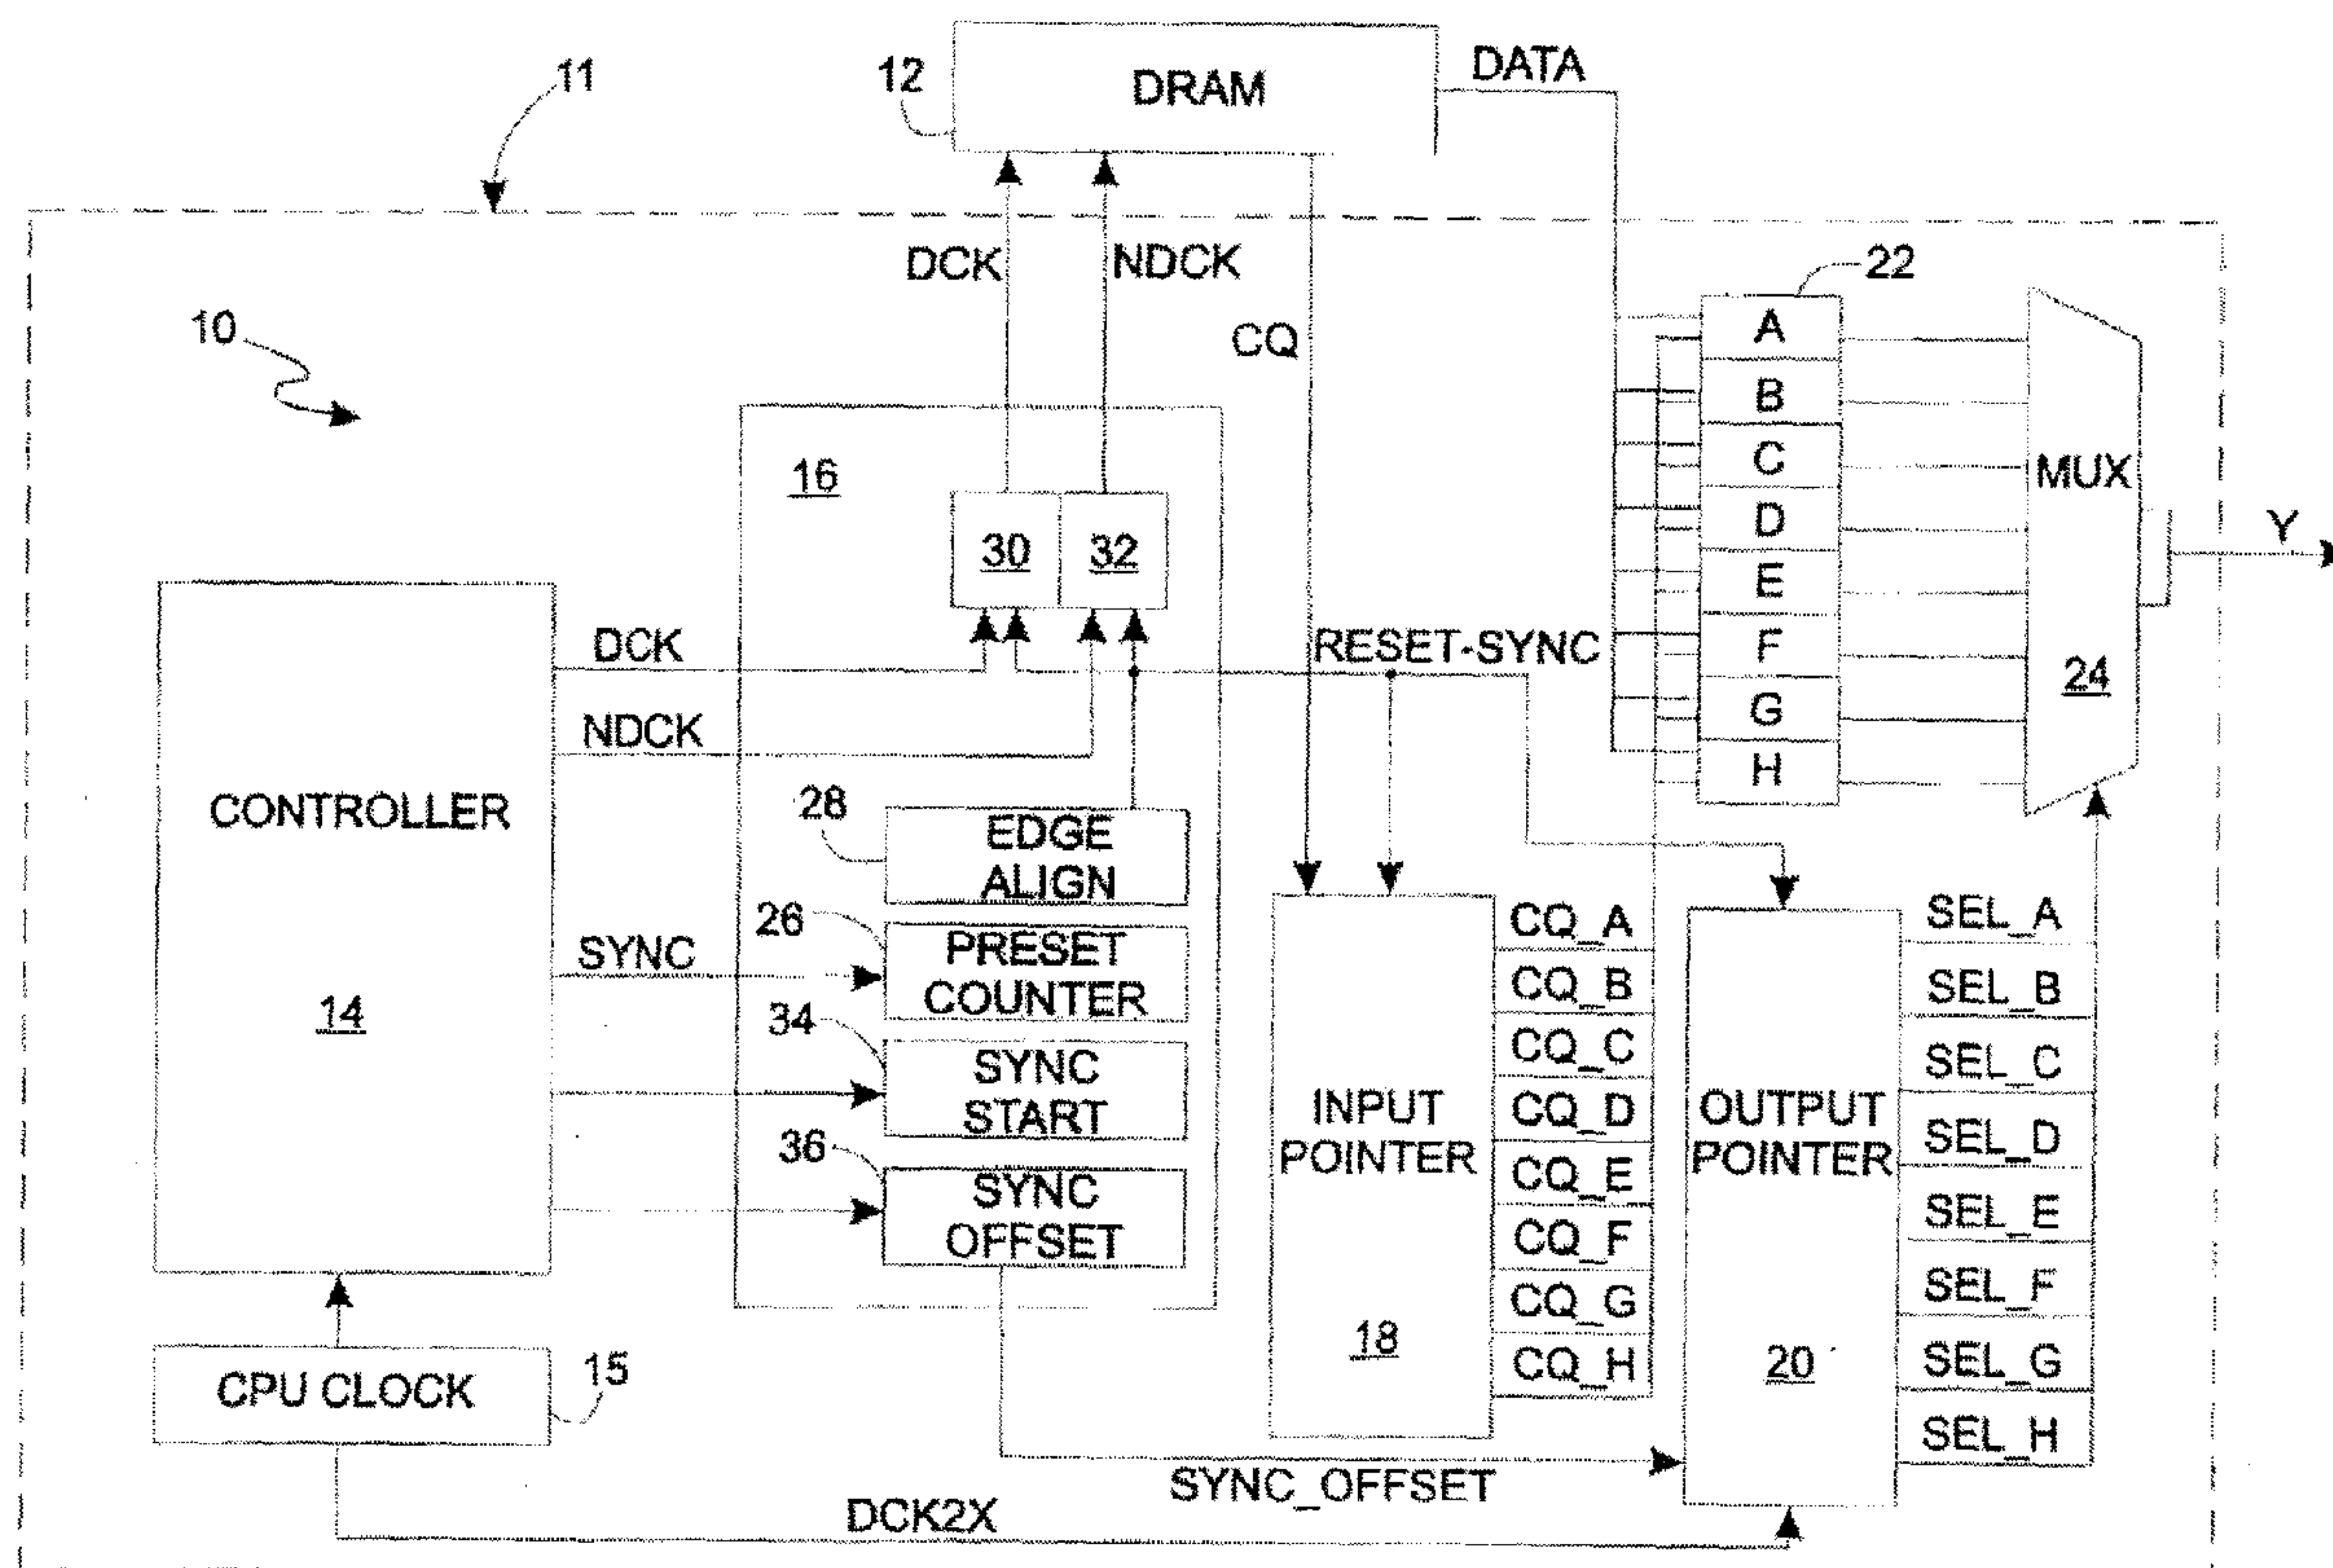 11
12
DRAM
DATA
10
DCK
NDCK
CQ
22
A
B
C
D
E
F
G
H
MUX
24
Y
16
30
32
DCK
NDCK
RESET-SYNC
CONTROLLER
14
SYNC
28
EDGE
ALIGN
26
PRESET
COUNTER
34
SYNC
START
36
SYNC
OFFSET
INPUT
POINTER
18
CQ_A
CQ_B
CQ_C
CQ_D
CQ_E
CQ_F
CQ_G
CQ_H
OUTPUT
POINTER
20
SEL_A
SEL_B
SEL_C
SEL_D
SEL_E
SEL_F
SEL_G
SEL_H
CPU CLOCK
15
SYNC_OFFSET
DCK2X